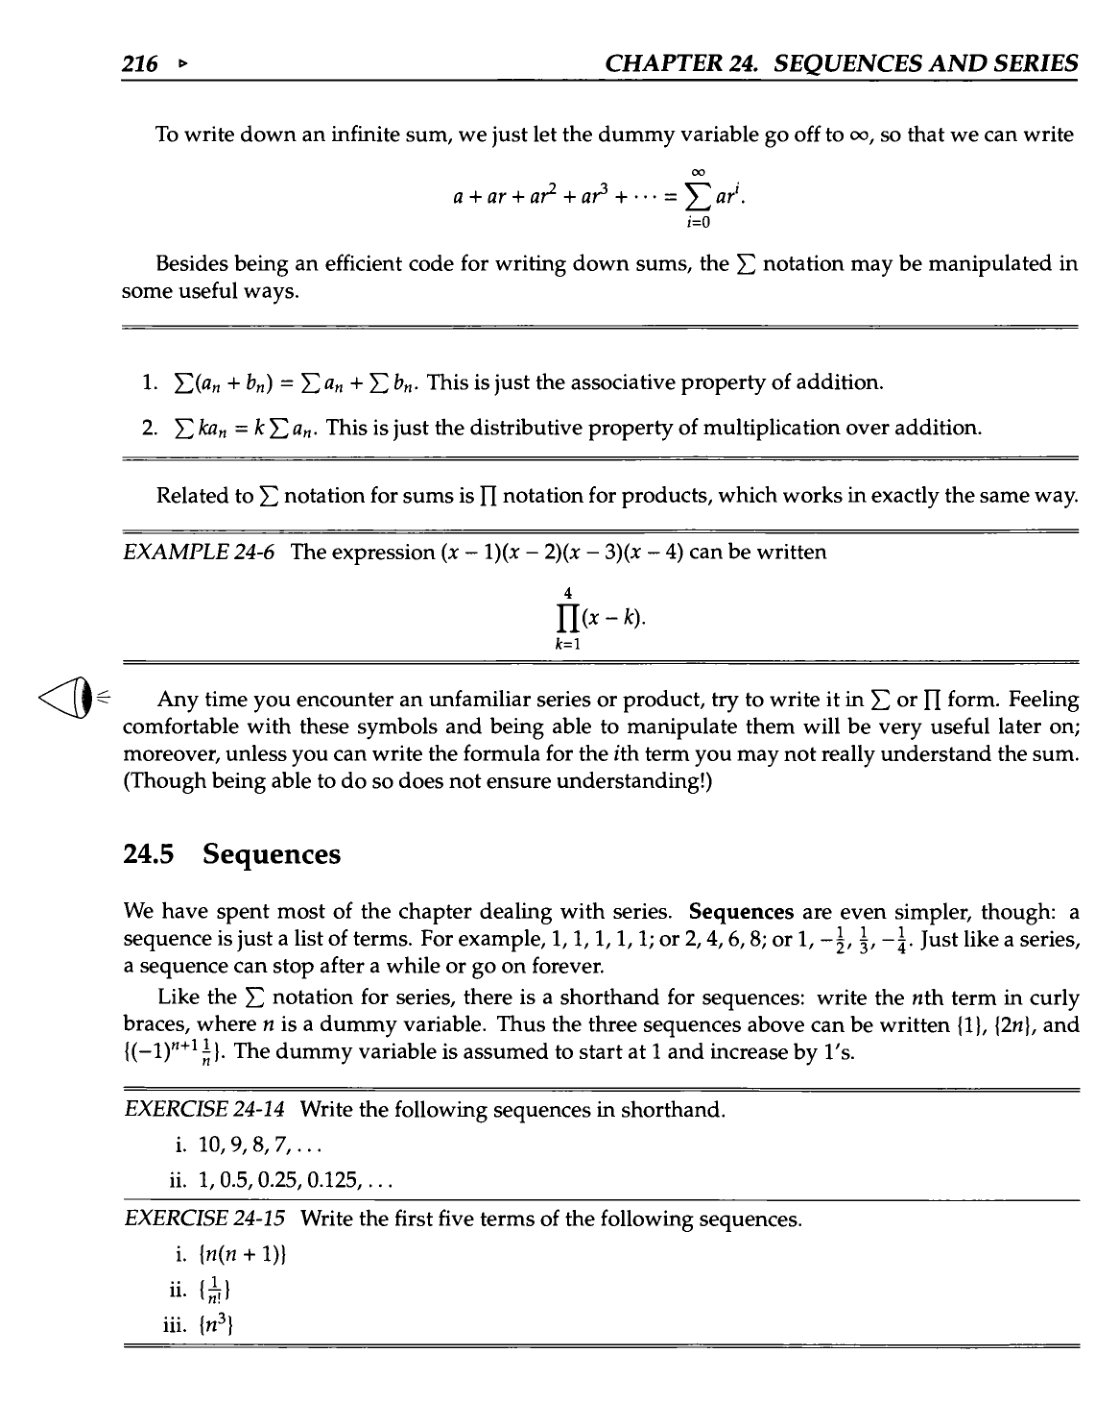 216 ▷ CHAPTER 24. SEQUENCES AND SERIES
To write down an infinite sum, we just let the dummy variable go off to ∞, so that we can write
a + ar + ar² + ar³ + ··· = ∑_{i=0}^{∞} arⁱ.
Besides being an efficient code for writing down sums, the ∑ notation may be manipulated in
some useful ways.
1. ∑(aₙ + bₙ) = ∑ aₙ + ∑ bₙ. This is just the associative property of addition.
2. ∑ kaₙ = k ∑ aₙ. This is just the distributive property of multiplication over addition.
Related to ∑ notation for sums is ∏ notation for products, which works in exactly the same way.
EXAMPLE 24-6 The expression (x − 1)(x − 2)(x − 3)(x − 4) can be written
∏_{k=1}^{4} (x − k).
Any time you encounter an unfamiliar series or product, try to write it in ∑ or ∏ form. Feeling
comfortable with these symbols and being able to manipulate them will be very useful later on;
moreover, unless you can write the formula for the ith term you may not really understand the sum.
(Though being able to do so does not ensure understanding!)
24.5 Sequences
We have spent most of the chapter dealing with series. Sequences are even simpler, though: a
sequence is just a list of terms. For example, 1, 1, 1, 1, 1; or 2, 4, 6, 8; or 1, −1/2, 1/3, −1/4. Just like a series,
a sequence can stop after a while or go on forever.
Like the ∑ notation for series, there is a shorthand for sequences: write the nth term in curly
braces, where n is a dummy variable. Thus the three sequences above can be written {1}, {2n}, and
{(−1)ⁿ⁺¹ 1/n}. The dummy variable is assumed to start at 1 and increase by 1's.
EXERCISE 24-14 Write the following sequences in shorthand.
i. 10, 9, 8, 7, ...
ii. 1, 0.5, 0.25, 0.125, ...
EXERCISE 24-15 Write the first five terms of the following sequences.
i. {n(n + 1)}
ii. {1/n!}
iii. {n³}